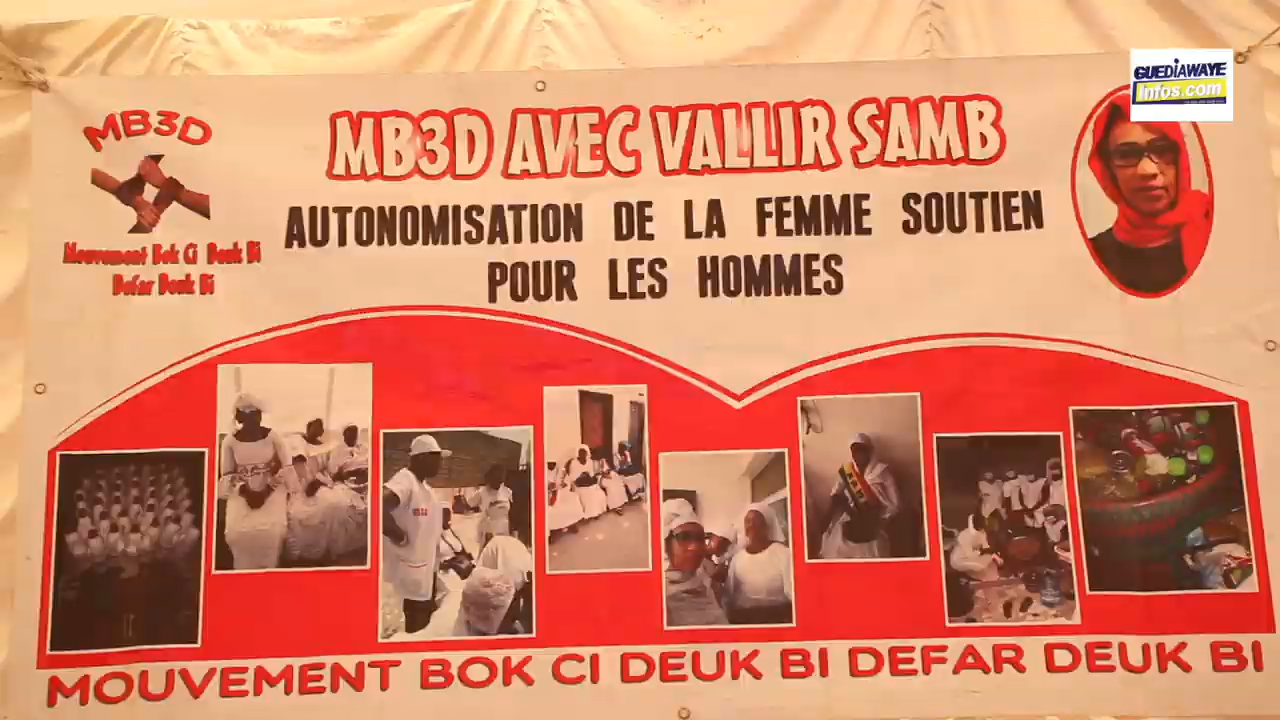 GUEDIAWAYE
infos.com
MB3D
Mouvement Bok Ci Deuk Bi
Defar Deuk Bi
MB3D AVEC VALLIR SAMB
AUTONOMISATION DE LA FEMME SOUTIEN
POUR LES HOMMES
MOUVEMENT BOK CI DEUK BI DEFAR DEUK BI